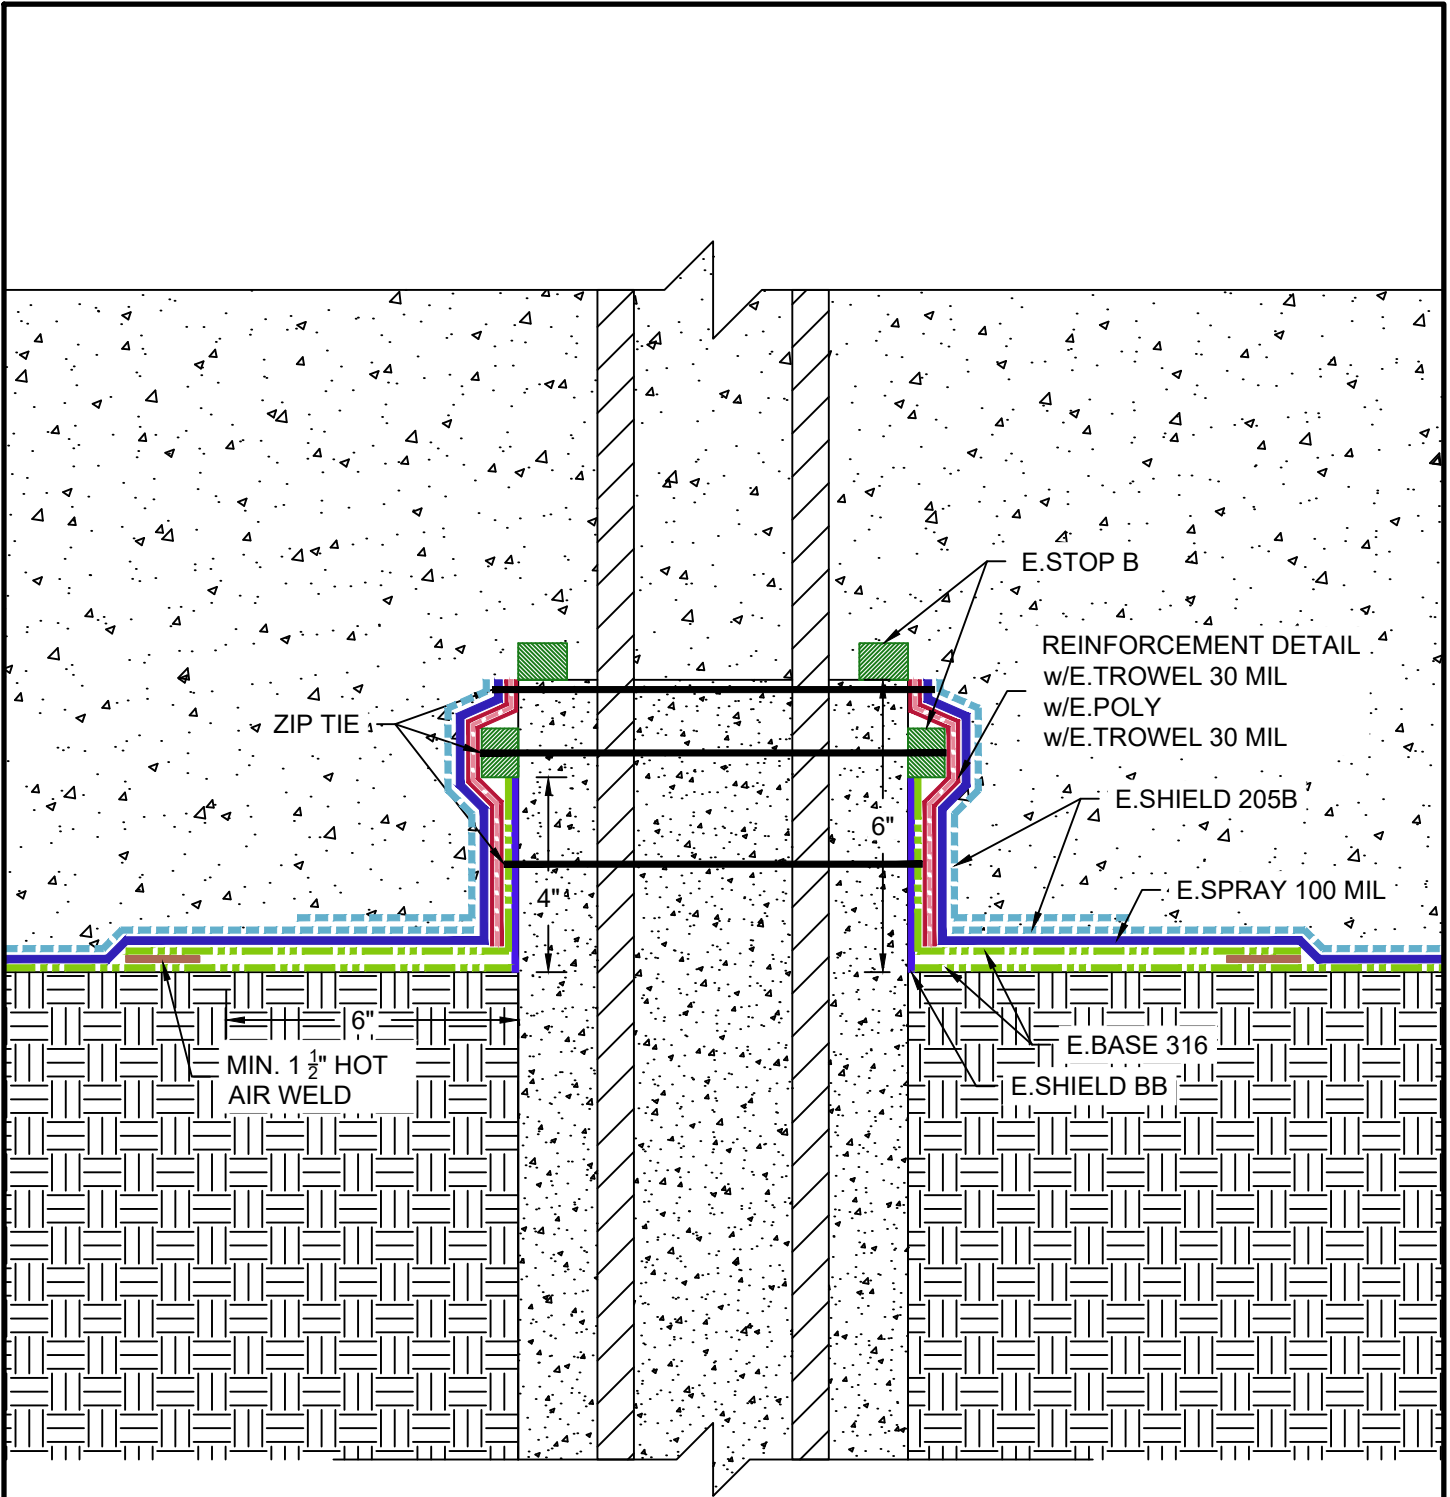 E.STOP B
REINFORCEMENT DETAIL
w/E.TROWEL 30 MIL
w/E.POLY
w/E.TROWEL 30 MIL
ZIP TIE
E.SHIELD 205B
6"
E.SPRAY 100 MIL
4"
6"
E.BASE 316
MIN. 1 1/2" HOT
AIR WELD
E.SHIELD BB